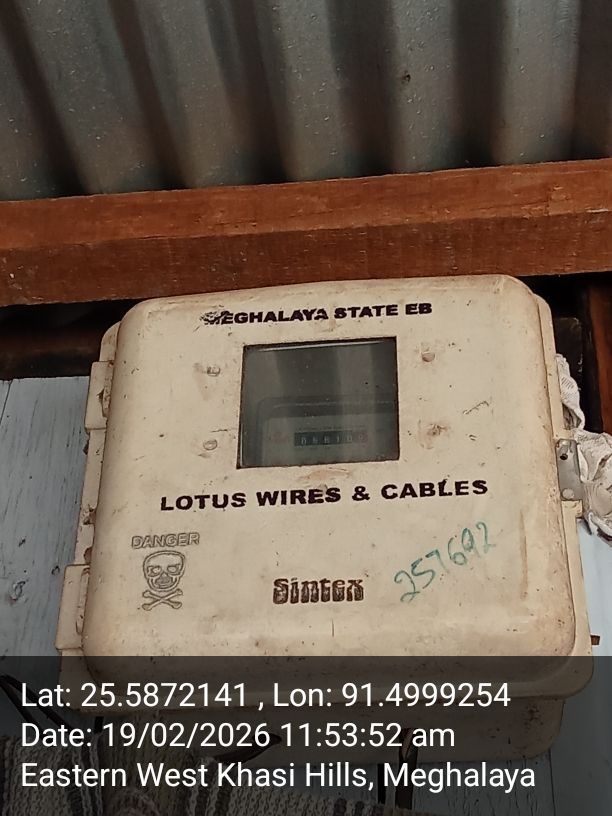 MEGHALAYA STATE EB
LOTUS WIRES & CABLES
DANGER
Sintex
257692
Lat: 25.5872141 , Lon: 91.4999254
Date: 19/02/2026 11:53:52 am
Eastern West Khasi Hills, Meghalaya